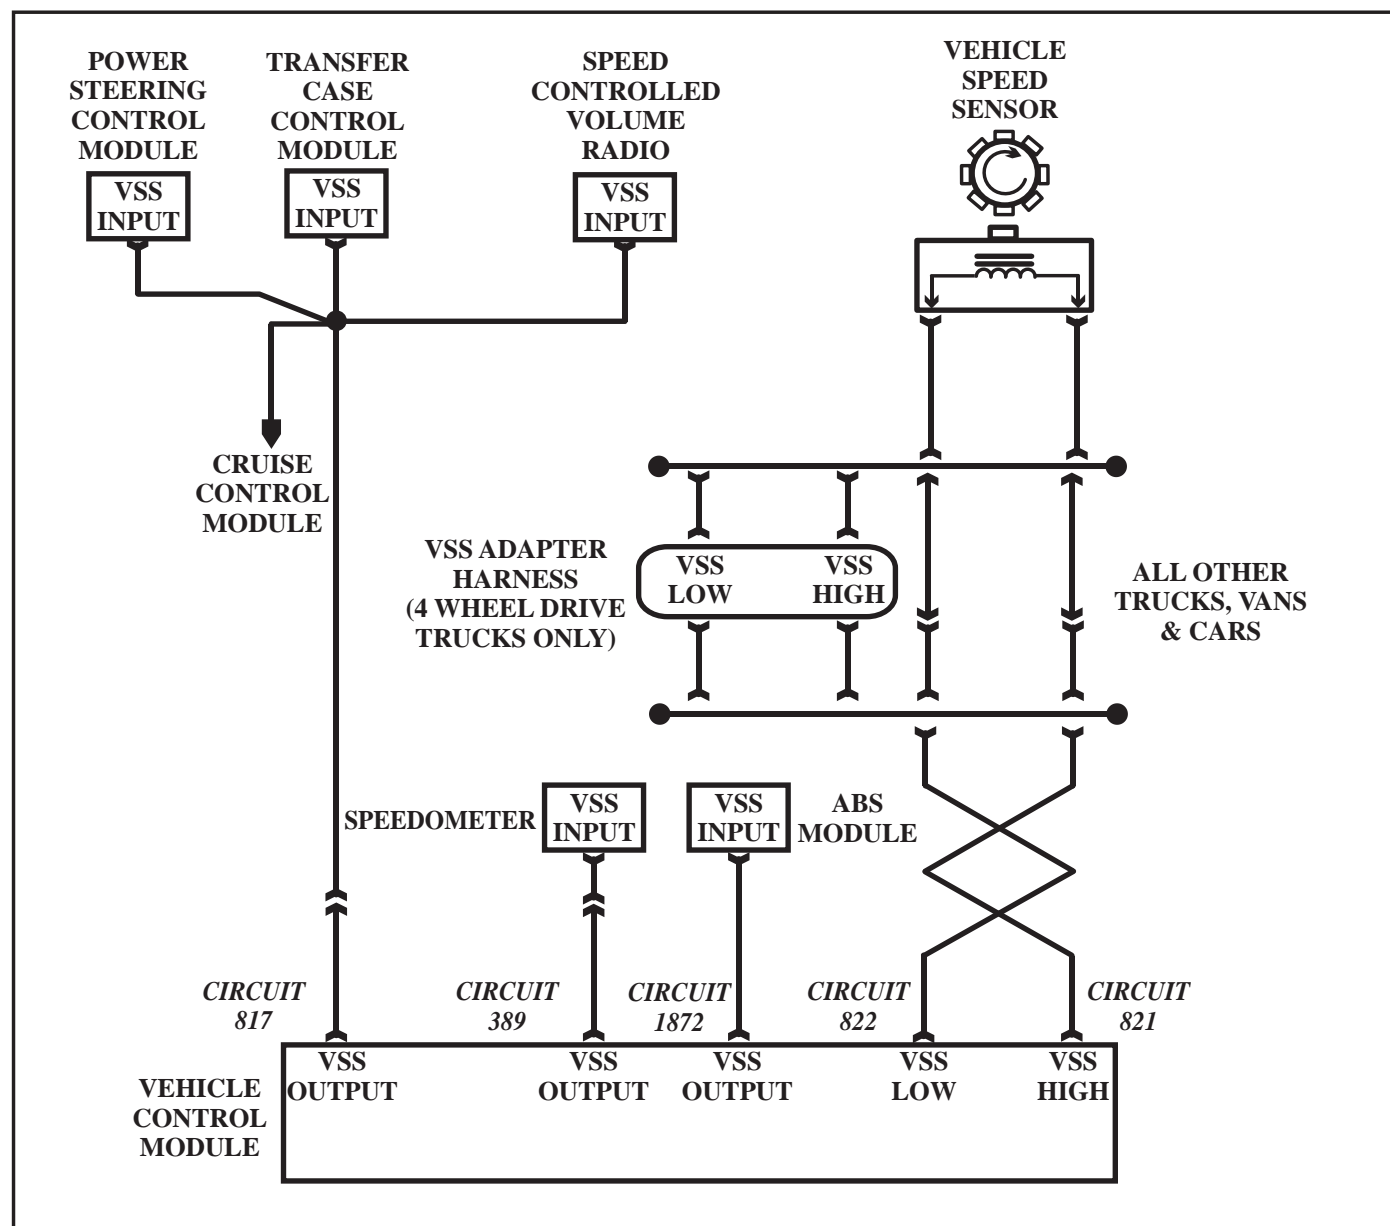 POWER
STEERING
CONTROL
MODULE
VSS
INPUT
TRANSFER
CASE
CONTROL
MODULE
VSS
INPUT
SPEED
CONTROLLED
VOLUME
RADIO
VSS
INPUT
VEHICLE
SPEED
SENSOR
CRUISE
CONTROL
MODULE
VSS ADAPTER
HARNESS
(4 WHEEL DRIVE
TRUCKS ONLY)
VSS
LOW
VSS
HIGH
ALL OTHER
TRUCKS, VANS
& CARS
SPEEDOMETER
VSS
INPUT
VSS
INPUT
ABS
MODULE
CIRCUIT
817
CIRCUIT
389
CIRCUIT
1872
CIRCUIT
822
CIRCUIT
821
VEHICLE
CONTROL
MODULE
VSS
OUTPUT
VSS
OUTPUT
VSS
OUTPUT
VSS
LOW
VSS
HIGH